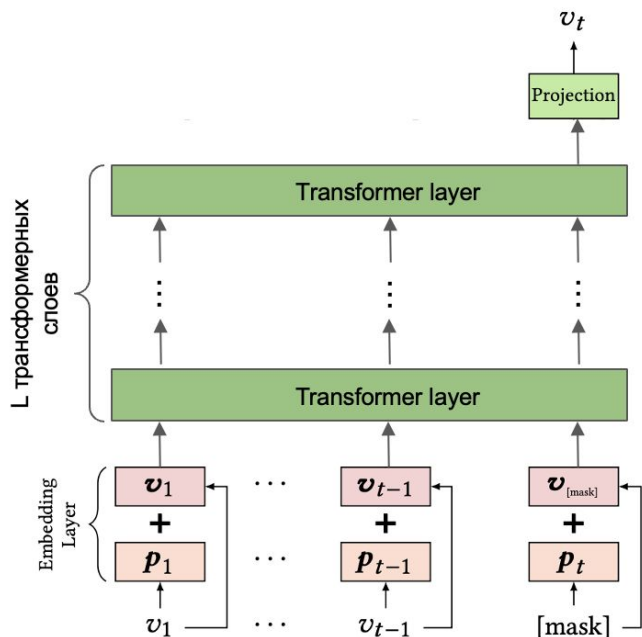 v_t
Projection
Transformer layer
⋮ ⋮ ⋮
L трансформерных
слоев
Transformer layer
v_1 ··· v_{t−1} v_{[mask]}
+ + +
Embedding
Layer
p_1 ··· p_{t−1} p_t
v_1 ··· v_{t−1} [mask]